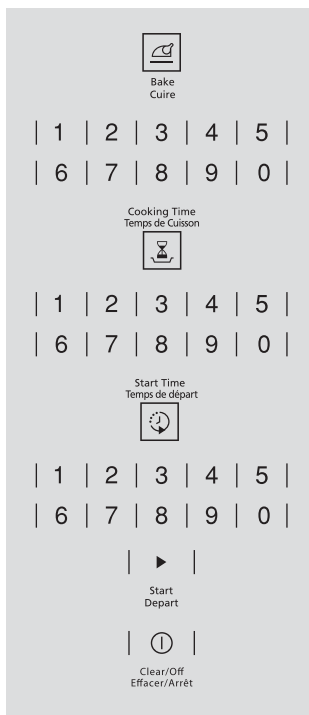 Bake
Cuire
| 1 | 2 | 3 | 4 | 5 |
| 6 | 7 | 8 | 9 | 0 |
Cooking Time
Temps de Cuisson
| 1 | 2 | 3 | 4 | 5 |
| 6 | 7 | 8 | 9 | 0 |
Start Time
Temps de départ
| 1 | 2 | 3 | 4 | 5 |
| 6 | 7 | 8 | 9 | 0 |
Start
Depart
Clear/Off
Effacer/Arrêt